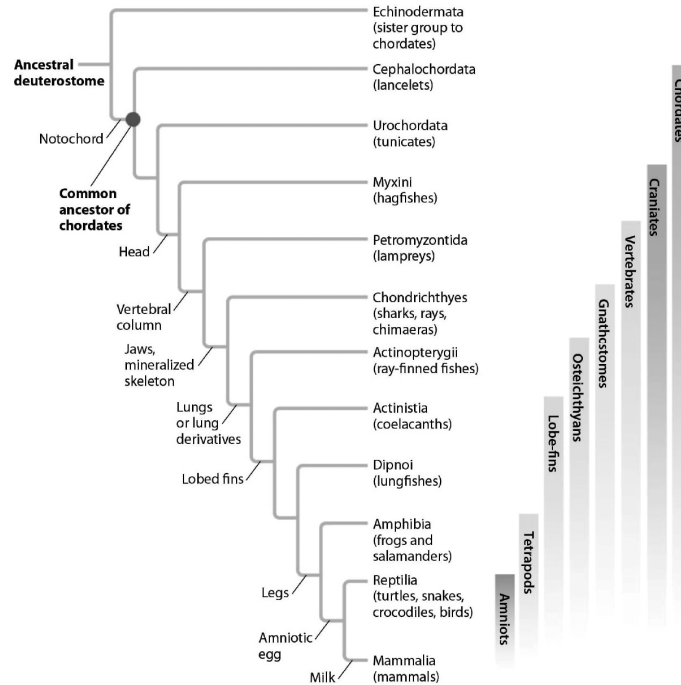 Echinodermata
(sister group to
chordates)
Ancestral
deuterostome
Cephalochordata
(lancelets)
Notochord
Urochordata
(tunicates)
Common
ancestor of
chordates
Myxini
(hagfishes)
Head
Petromyzontida
(lampreys)
Vertebral
column
Chondrichthyes
(sharks, rays,
chimaeras)
Jaws,
mineralized
skeleton
Actinopterygii
(ray-finned fishes)
Lungs
or lung
derivatives
Actinistia
(coelacanths)
Lobed fins
Dipnoi
(lungfishes)
Amphibia
(frogs and
salamanders)
Legs
Reptilia
(turtles, snakes,
crocodiles, birds)
Amniotic
egg
Milk
Mammalia
(mammals)
Amniots
Tetrapods
Lobe-fins
Osteichthyans
Gnathcstomes
Vertebrates
Craniates
Chordates